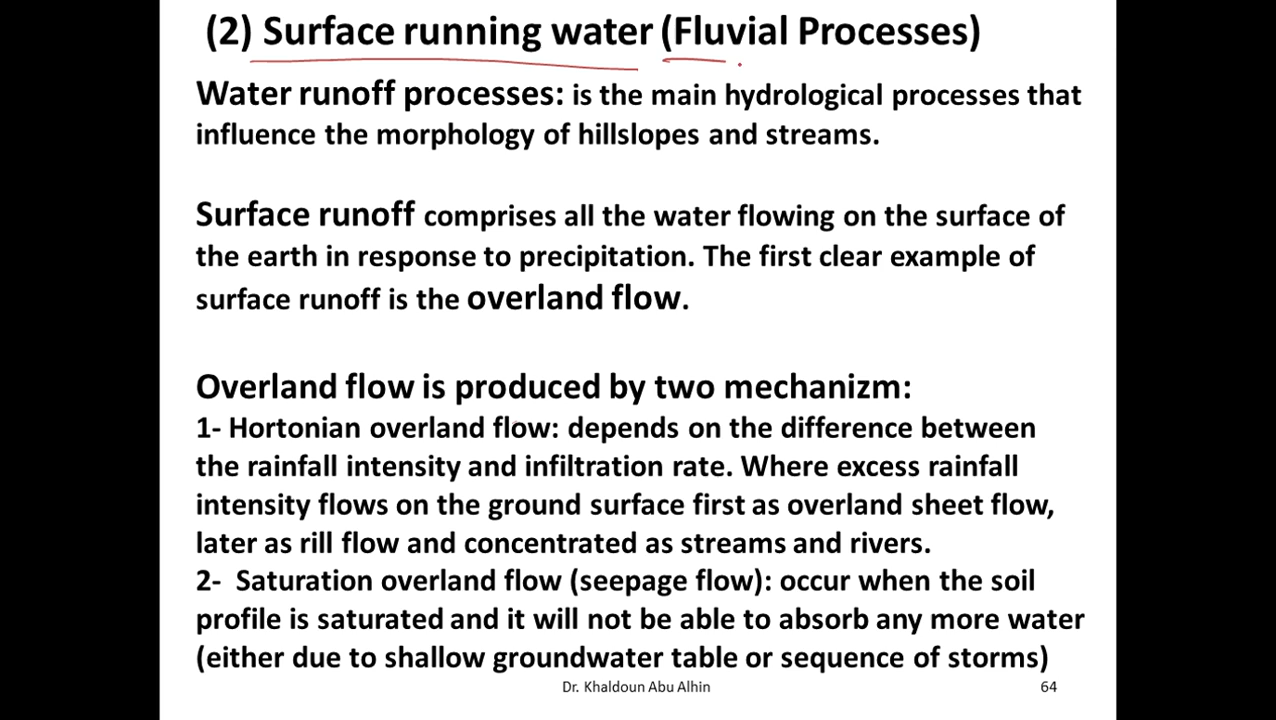 (2) Surface running water (Fluvial Processes)
Water runoff processes: is the main hydrological processes that
influence the morphology of hillslopes and streams.
Surface runoff comprises all the water flowing on the surface of
the earth in response to precipitation. The first clear example of
surface runoff is the overland flow.
Overland flow is produced by two mechanizm:
1- Hortonian overland flow: depends on the difference between
the rainfall intensity and infiltration rate. Where excess rainfall
intensity flows on the ground surface first as overland sheet flow,
later as rill flow and concentrated as streams and rivers.
2- Saturation overland flow (seepage flow): occur when the soil
profile is saturated and it will not be able to absorb any more water
(either due to shallow groundwater table or sequence of storms)
Dr. Khaldoun Abu Alhin 64